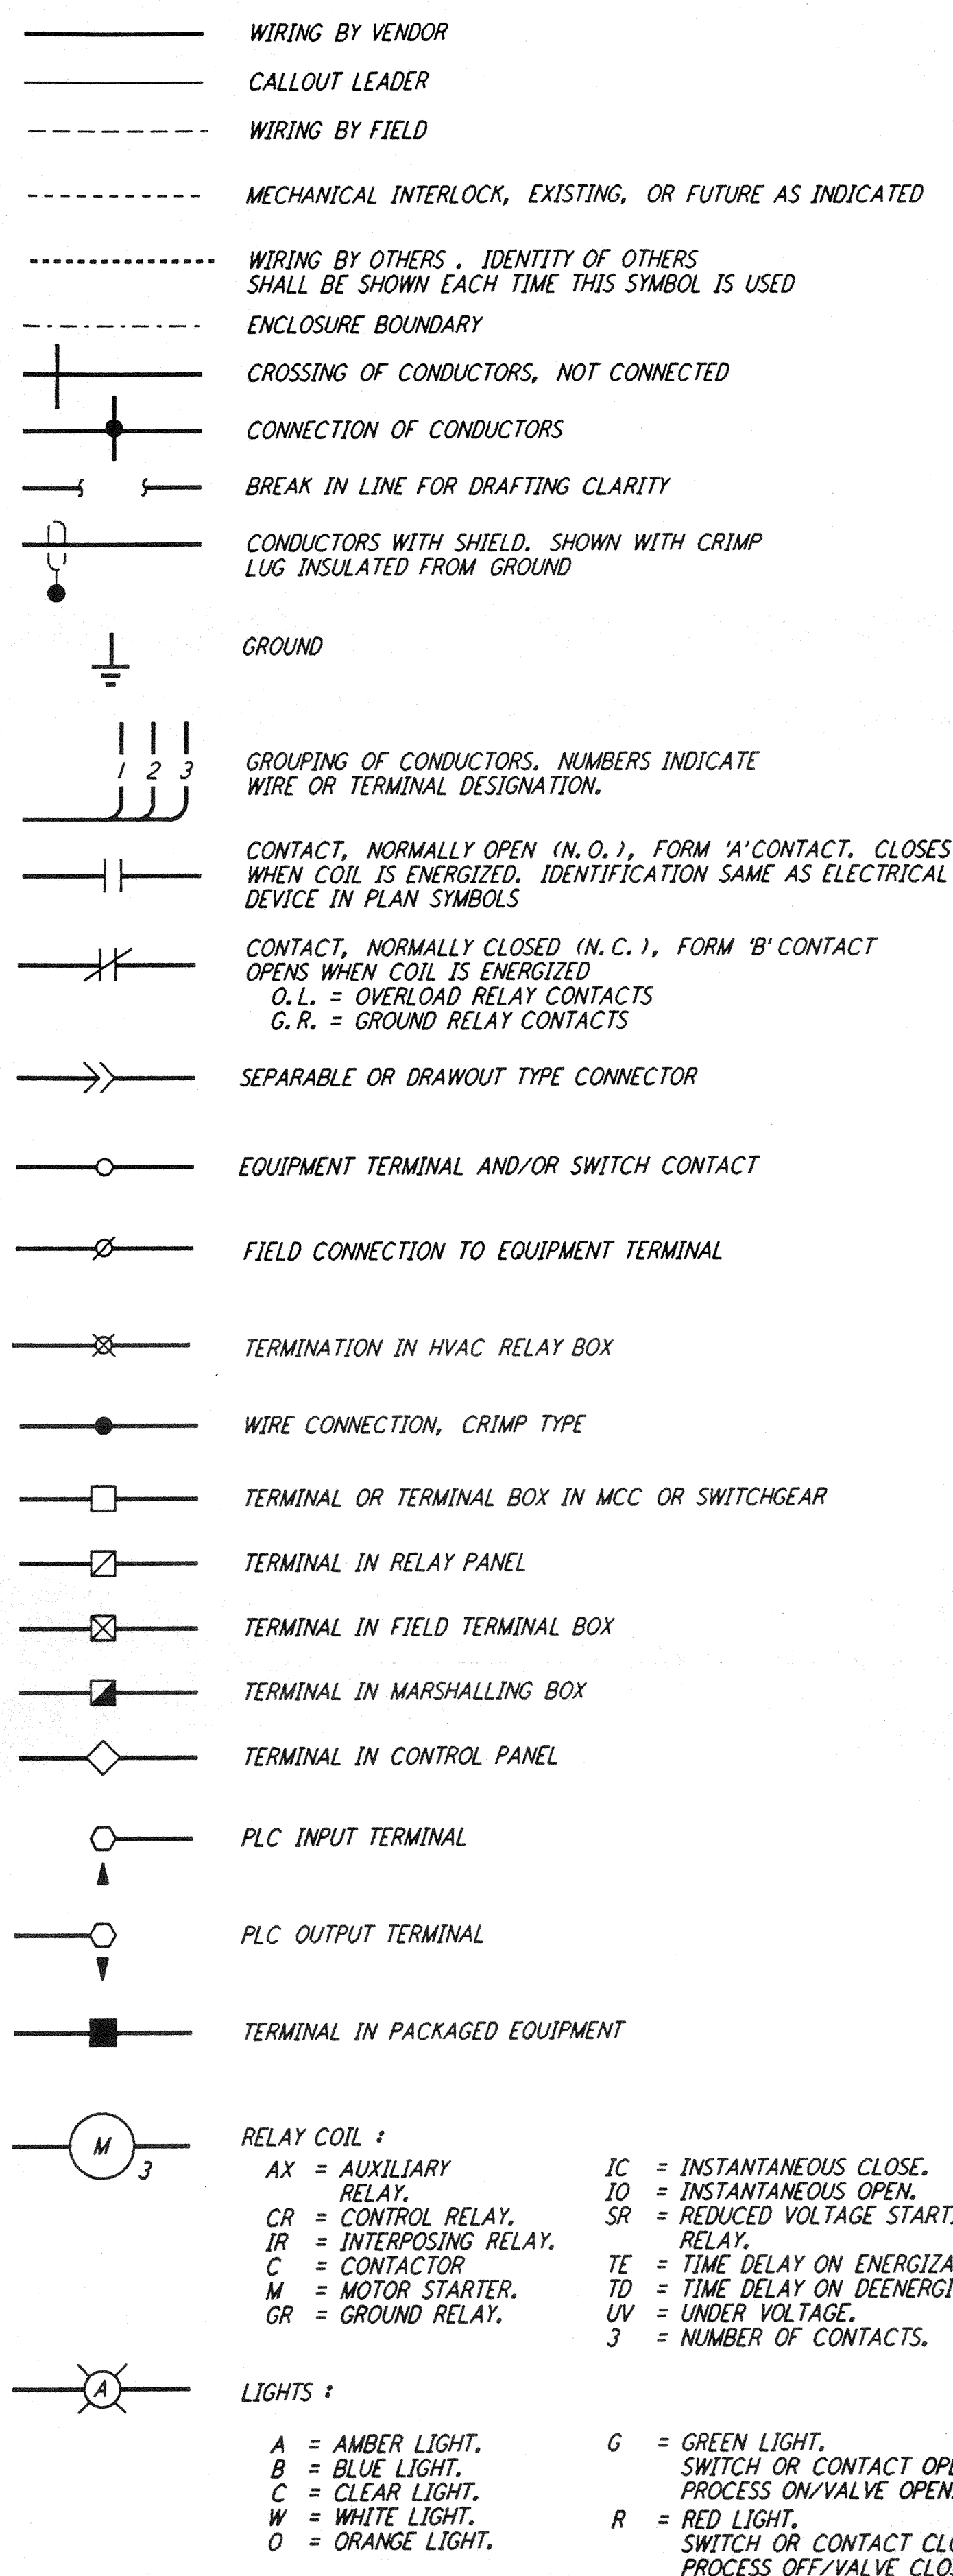 WIRING BY VENDOR
CALLOUT LEADER
WIRING BY FIELD
MECHANICAL INTERLOCK, EXISTING, OR FUTURE AS INDICATED
WIRING BY OTHERS . IDENTITY OF OTHERS
SHALL BE SHOWN EACH TIME THIS SYMBOL IS USED
ENCLOSURE BOUNDARY
CROSSING OF CONDUCTORS, NOT CONNECTED
CONNECTION OF CONDUCTORS
BREAK IN LINE FOR DRAFTING CLARITY
CONDUCTORS WITH SHIELD. SHOWN WITH CRIMP
LUG INSULATED FROM GROUND
GROUND
1 2 3
GROUPING OF CONDUCTORS. NUMBERS INDICATE
WIRE OR TERMINAL DESIGNATION.
CONTACT, NORMALLY OPEN (N.O.), FORM 'A' CONTACT. CLOSES
WHEN COIL IS ENERGIZED. IDENTIFICATION SAME AS ELECTRICAL
DEVICE IN PLAN SYMBOLS
CONTACT, NORMALLY CLOSED (N.C.), FORM 'B' CONTACT
OPENS WHEN COIL IS ENERGIZED
O.L. = OVERLOAD RELAY CONTACTS
G.R. = GROUND RELAY CONTACTS
SEPARABLE OR DRAWOUT TYPE CONNECTOR
EQUIPMENT TERMINAL AND/OR SWITCH CONTACT
FIELD CONNECTION TO EQUIPMENT TERMINAL
TERMINATION IN HVAC RELAY BOX
WIRE CONNECTION, CRIMP TYPE
TERMINAL OR TERMINAL BOX IN MCC OR SWITCHGEAR
TERMINAL IN RELAY PANEL
TERMINAL IN FIELD TERMINAL BOX
TERMINAL IN MARSHALLING BOX
TERMINAL IN CONTROL PANEL
PLC INPUT TERMINAL
PLC OUTPUT TERMINAL
TERMINAL IN PACKAGED EQUIPMENT
M
3
RELAY COIL :
AX = AUXILIARY
RELAY.
CR = CONTROL RELAY.
IR = INTERPOSING RELAY.
C = CONTACTOR
M = MOTOR STARTER.
GR = GROUND RELAY.
IC = INSTANTANEOUS CLOSE.
IO = INSTANTANEOUS OPEN.
SR = REDUCED VOLTAGE START
RELAY.
TE = TIME DELAY ON ENERGIZA
TD = TIME DELAY ON DEENERGI
UV = UNDER VOLTAGE.
3 = NUMBER OF CONTACTS.
A
LIGHTS :
A = AMBER LIGHT.
B = BLUE LIGHT.
C = CLEAR LIGHT.
W = WHITE LIGHT.
O = ORANGE LIGHT.
G = GREEN LIGHT.
SWITCH OR CONTACT OPE
PROCESS ON/VALVE OPEN.
R = RED LIGHT.
SWITCH OR CONTACT CLO
PROCESS OFF/VALVE CLOS